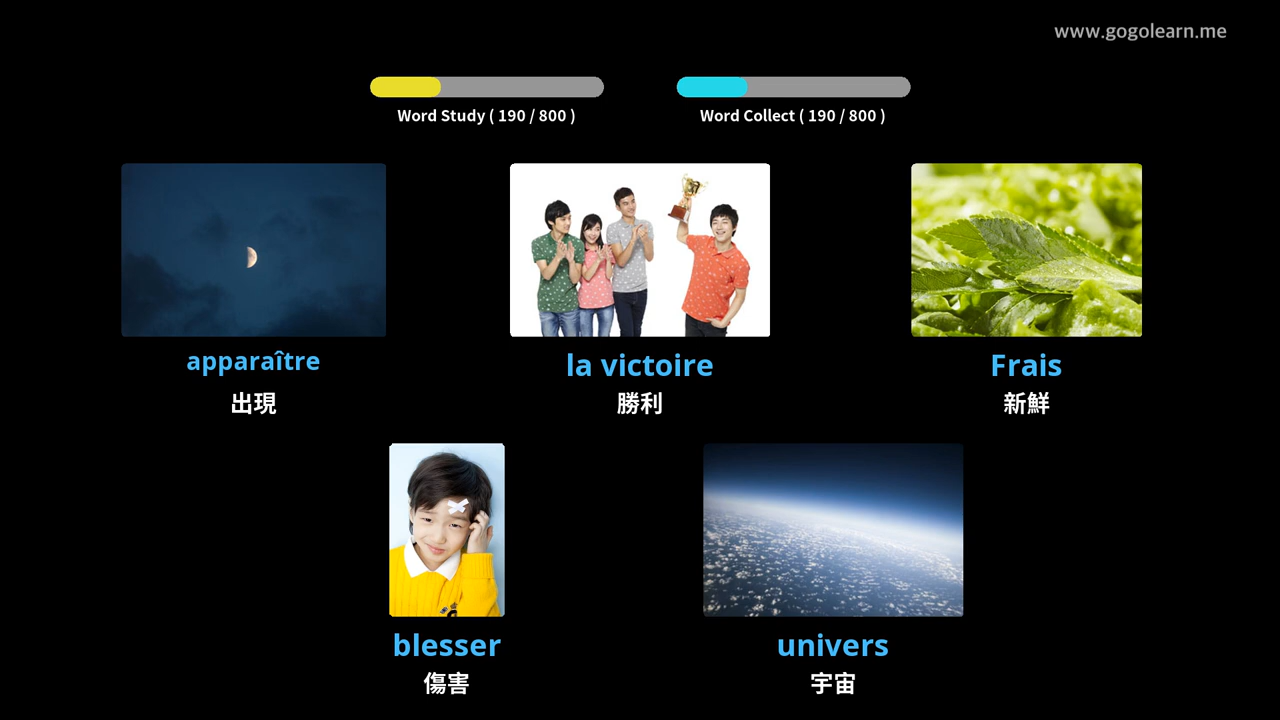 www.gogolearn.me
Word Study ( 190 / 800 )
Word Collect ( 190 / 800 )
apparaître
出現
la victoire
勝利
Frais
新鮮
blesser
傷害
univers
宇宙